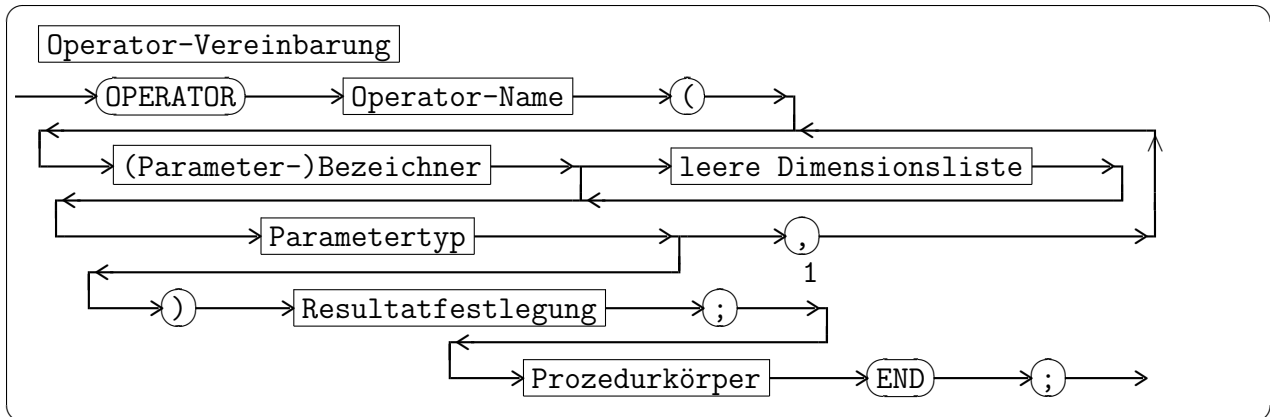 Operator-Vereinbarung
OPERATOR Operator-Name (
(Parameter-)Bezeichner leere Dimensionsliste
Parametertyp ,
1
) Resultatfestlegung ;
Prozedurkörper END ;